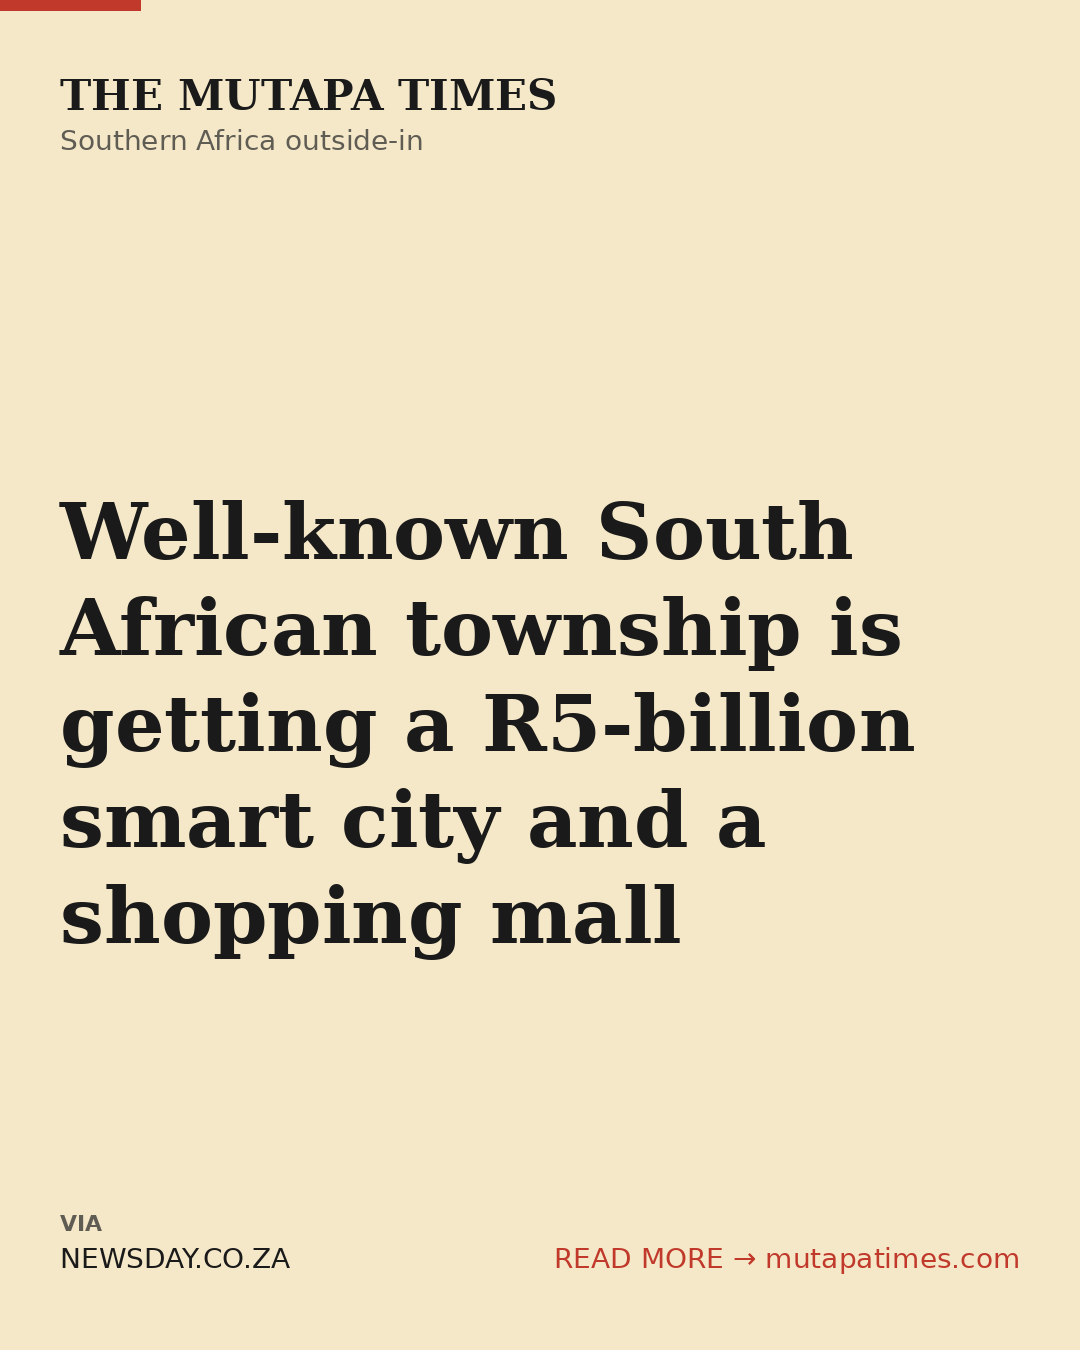 THE MUTAPA TIMES
Southern Africa outside-in
Well-known South
African township is
getting a R5-billion
smart city and a
shopping mall
VIA
NEWSDAY.CO.ZA
READ MORE → mutapatimes.com